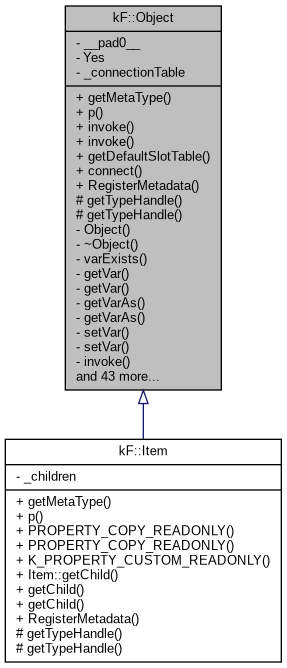 kF::Object
- __pad0__
- Yes
- _connectionTable
+ getMetaType()
+ p()
+ invoke()
+ invoke()
+ getDefaultSlotTable()
+ connect()
+ RegisterMetadata()
# getTypeHandle()
# getTypeHandle()
- Object()
- ~Object()
- varExists()
- getVar()
- getVar()
- getVarAs()
- getVarAs()
- setVar()
- setVar()
- invoke()
and 43 more...
kF::Item
- _children
+ getMetaType()
+ p()
+ PROPERTY_COPY_READONLY()
+ PROPERTY_COPY_READONLY()
+ K_PROPERTY_CUSTOM_READONLY()
+ Item::getChild()
+ getChild()
+ getChild()
+ RegisterMetadata()
# getTypeHandle()
# getTypeHandle()